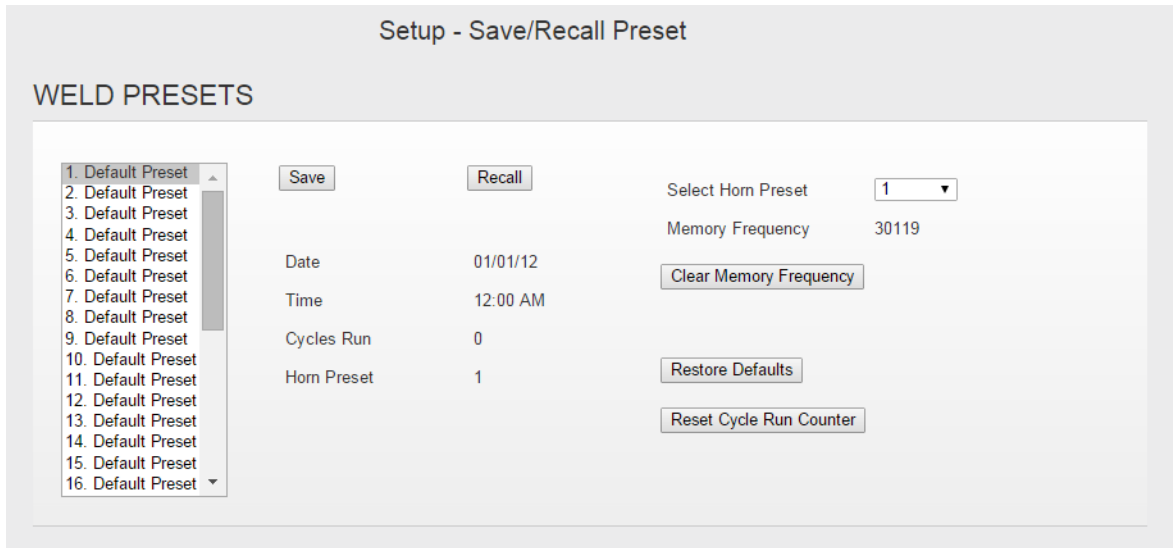 Setup - Save/Recall Preset
WELD PRESETS
1. Default Preset
2. Default Preset
3. Default Preset
4. Default Preset
5. Default Preset
6. Default Preset
7. Default Preset
8. Default Preset
9. Default Preset
10. Default Preset
11. Default Preset
12. Default Preset
13. Default Preset
14. Default Preset
15. Default Preset
16. Default Preset
Save Recall
Date 01/01/12
Time 12:00 AM
Cycles Run 0
Horn Preset 1
Select Horn Preset 1
Memory Frequency 30119
Clear Memory Frequency
Restore Defaults
Reset Cycle Run Counter